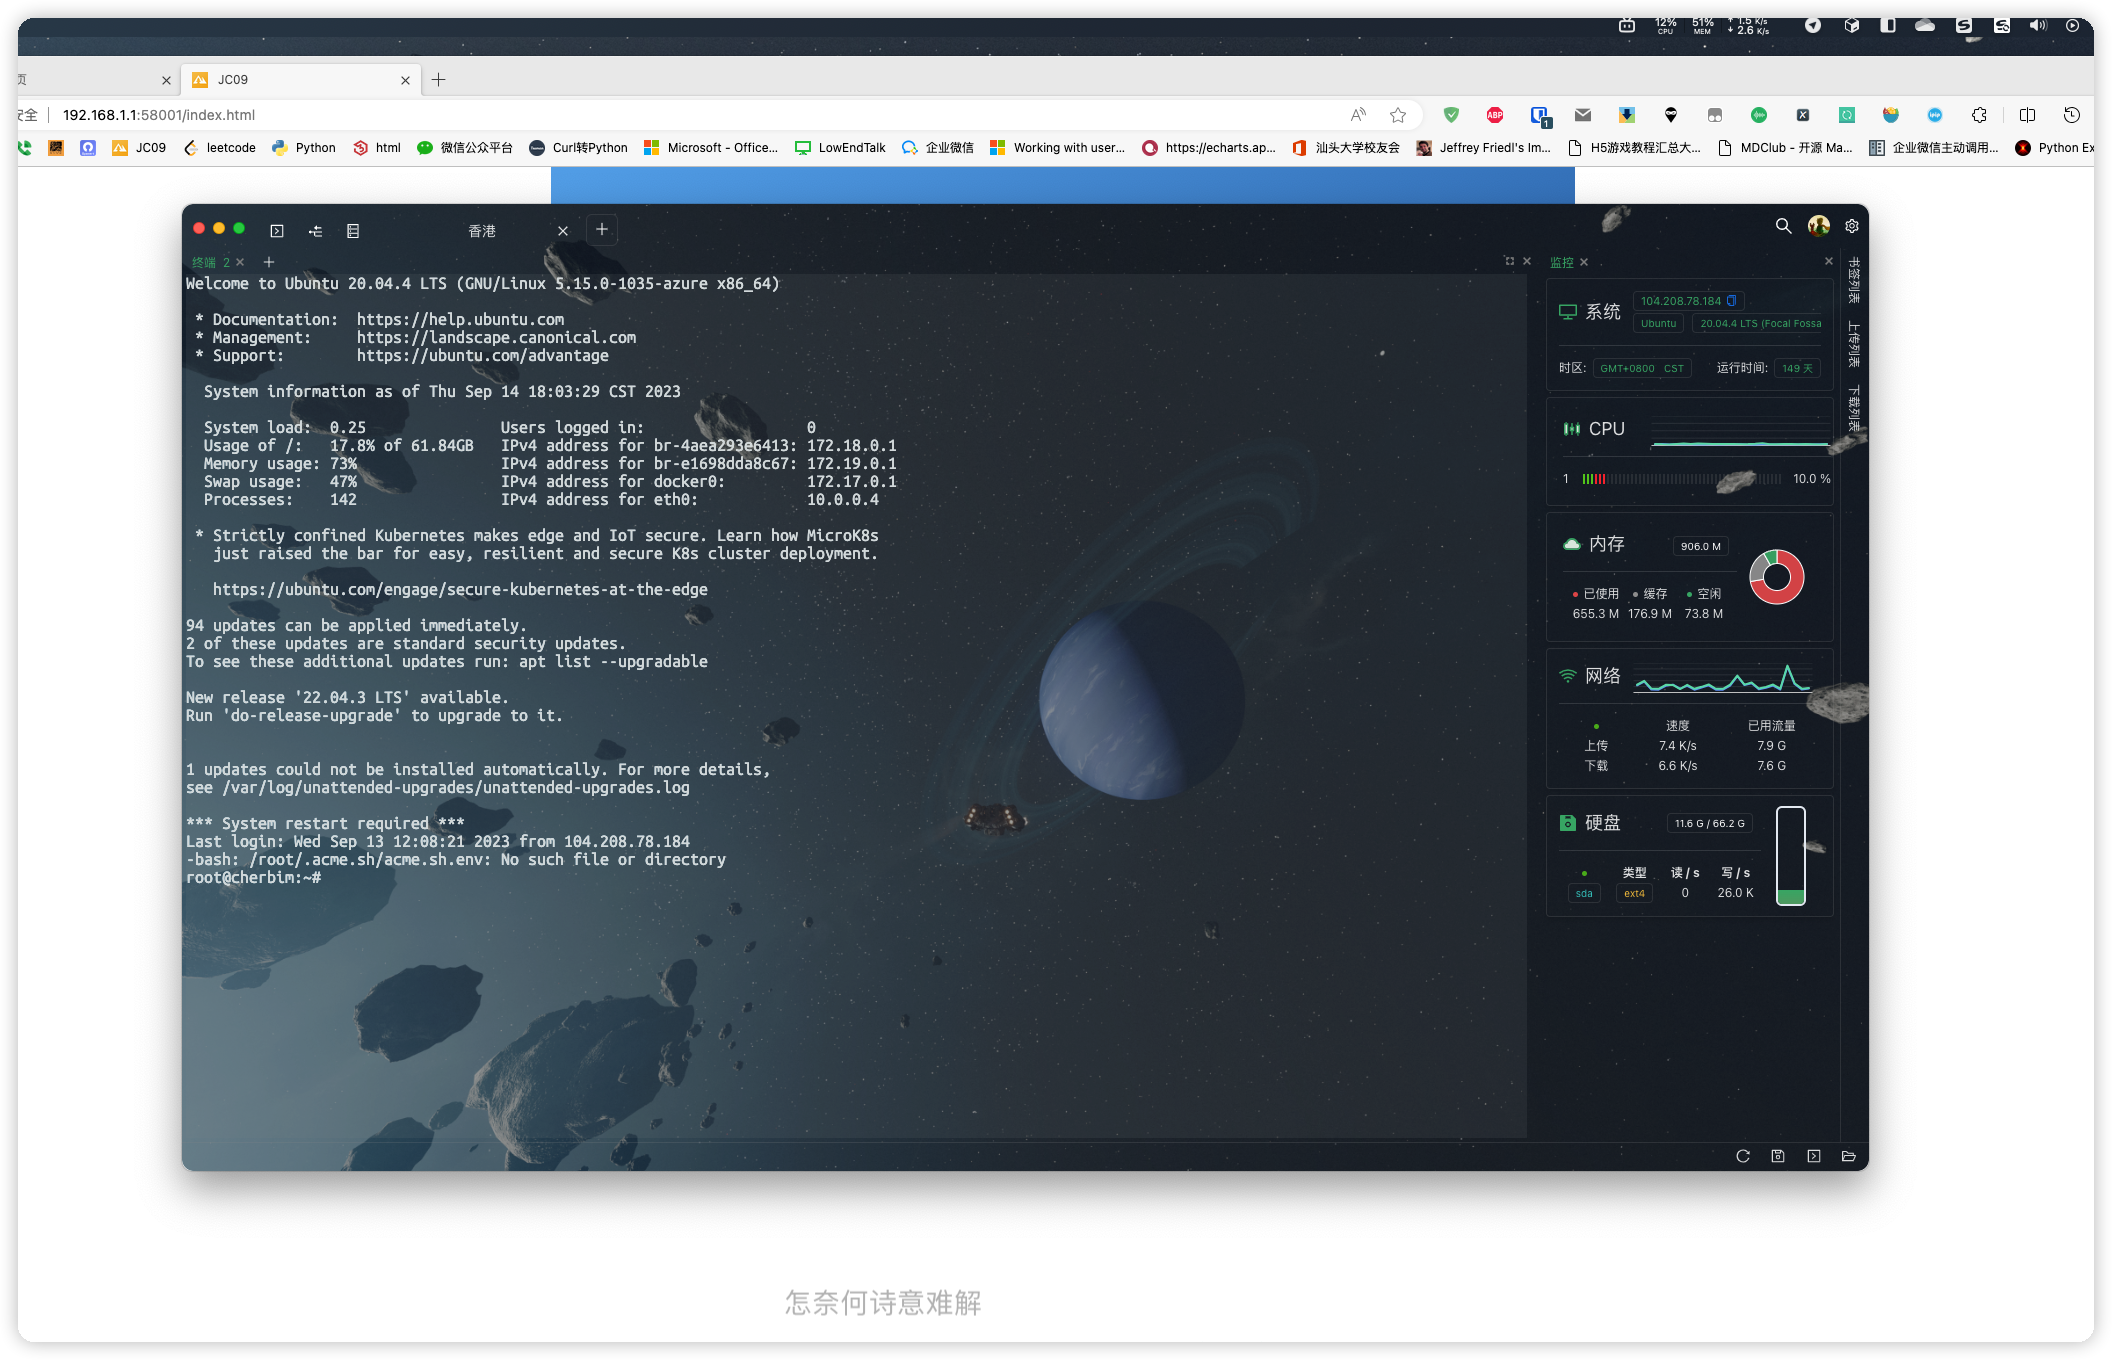 12% CPU 51% MEM ↑ 1.5 K/s ↓ 2.6 K/s
页 JC09
安全 192.168.1.1:58001/index.html
JC09 leetcode Python html 微信公众平台 Curl转Python Microsoft - Office... LowEndTalk 企业微信 Working with user... https://echarts.ap... 汕头大学校友会 Jeffrey Friedl's Im... H5游戏教程汇总大... MDClub - 开源 Ma... 企业微信主动调用... Python Ex
香港
终端 2
Welcome to Ubuntu 20.04.4 LTS (GNU/Linux 5.15.0-1035-azure x86_64)
* Documentation:  https://help.ubuntu.com
* Management:     https://landscape.canonical.com
* Support:        https://ubuntu.com/advantage
System information as of Thu Sep 14 18:03:29 CST 2023
System load:  0.25               Users logged in:                  0
Usage of /:   17.8% of 61.84GB   IPv4 address for br-4aea293e6413: 172.18.0.1
Memory usage: 73%                IPv4 address for br-e1698dda8c67: 172.19.0.1
Swap usage:   47%                IPv4 address for docker0:         172.17.0.1
Processes:    142                IPv4 address for eth0:            10.0.0.4
* Strictly confined Kubernetes makes edge and IoT secure. Learn how MicroK8s
just raised the bar for easy, resilient and secure K8s cluster deployment.
https://ubuntu.com/engage/secure-kubernetes-at-the-edge
94 updates can be applied immediately.
2 of these updates are standard security updates.
To see these additional updates run: apt list --upgradable
New release '22.04.3 LTS' available.
Run 'do-release-upgrade' to upgrade to it.
1 updates could not be installed automatically. For more details,
see /var/log/unattended-upgrades/unattended-upgrades.log
*** System restart required ***
Last login: Wed Sep 13 12:08:21 2023 from 104.208.78.184
-bash: /root/.acme.sh/acme.sh.env: No such file or directory
root@cherbim:~#
监控
系统 104.208.78.184
Ubuntu 20.04.4 LTS (Focal Fossa
时区: GMT+0800 CST 运行时间: 149 天
CPU
1 10.0 %
内存 906.0 M
已使用 缓存 空闲
655.3 M 176.9 M 73.8 M
网络
速度 已用流量
上传 7.4 K/s 7.9 G
下载 6.6 K/s 7.6 G
硬盘 11.6 G / 66.2 G
类型 读 / s 写 / s
sda ext4 0 26.0 K
书签列表
上传列表
下载列表
怎奈何诗意难解